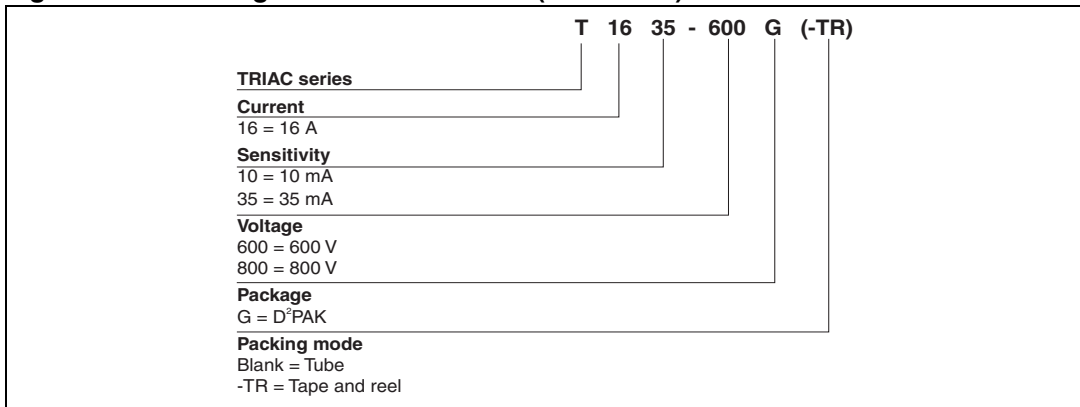 T 16 35 - 600 G (-TR)
TRIAC series
Current
16 = 16 A
Sensitivity
10 = 10 mA
35 = 35 mA
Voltage
600 = 600 V
800 = 800 V
Package
G = D²PAK
Packing mode
Blank = Tube
-TR = Tape and reel